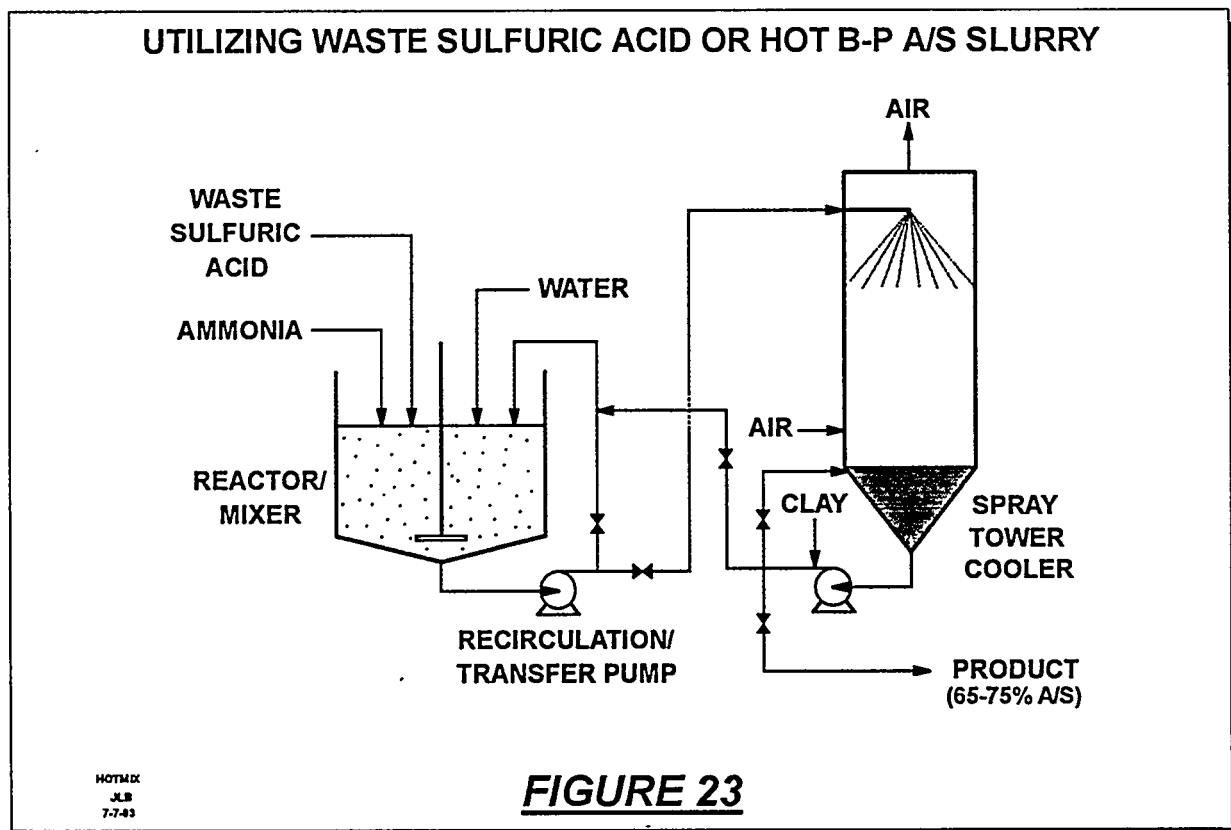 UTILIZING WASTE SULFURIC ACID OR HOT B-P A/S SLURRY
AIR
WASTE
SULFURIC
ACID
WATER
AMMONIA
AIR
REACTOR/
MIXER
CLAY
SPRAY
TOWER
COOLER
RECIRCULATION/
TRANSFER PUMP
PRODUCT
(65-75% A/S)
HOTMIX
JLB
7-7-93
FIGURE 23